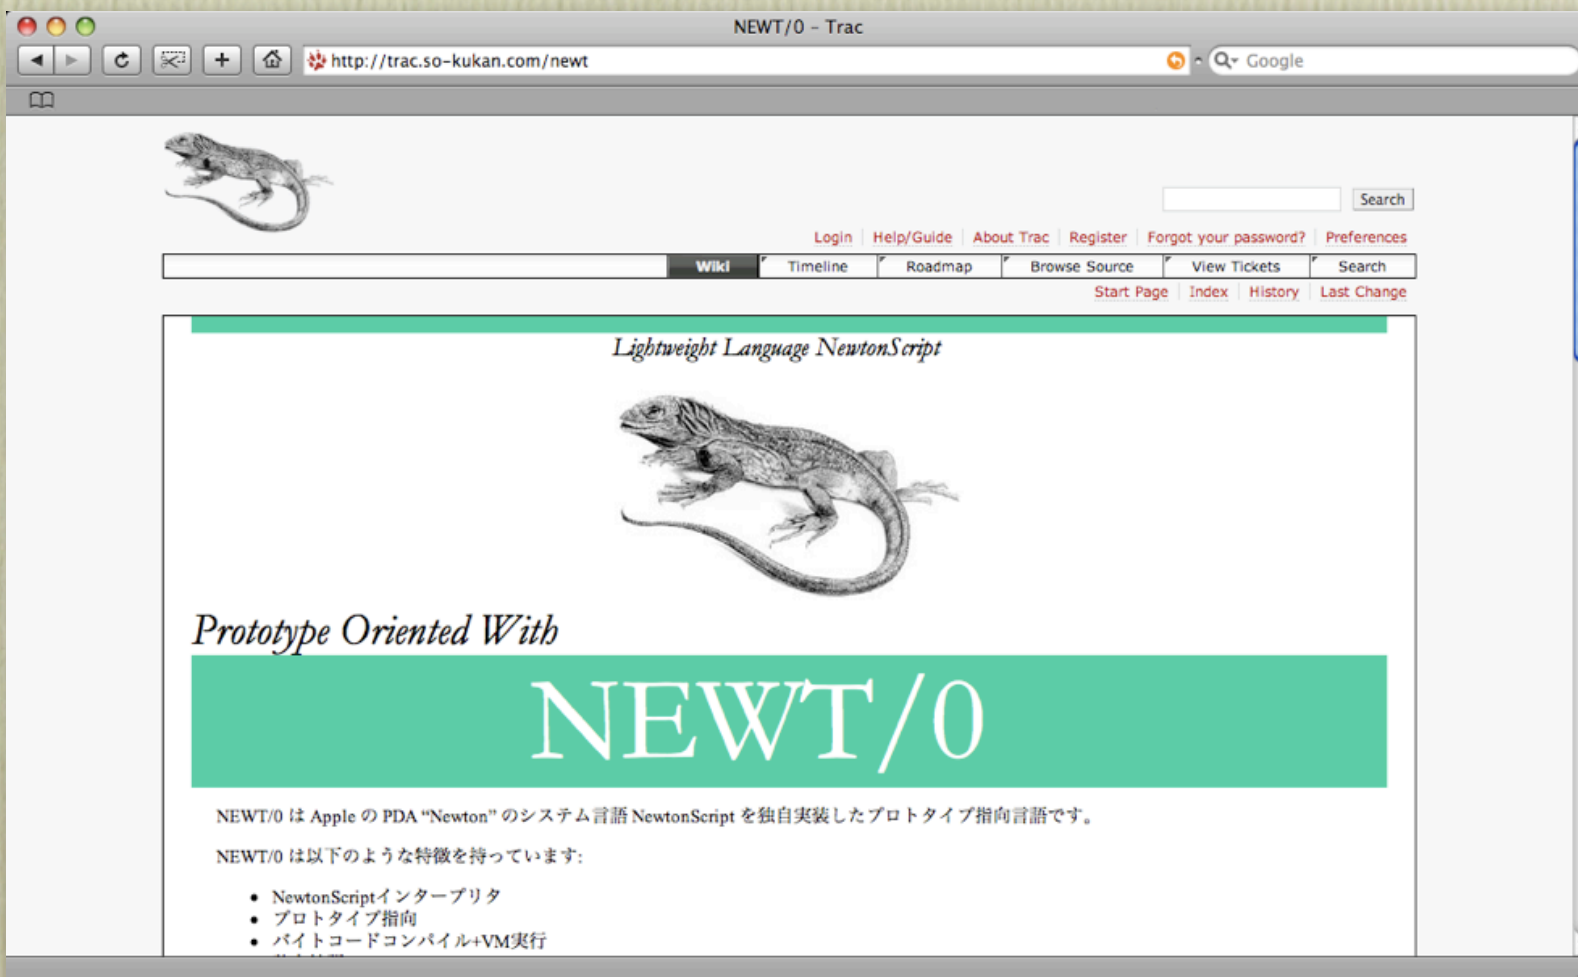 NEWT/0 – Trac
http://trac.so-kukan.com/newt
Google
Search
Login Help/Guide About Trac Register Forgot your password? Preferences
Wiki Timeline Roadmap Browse Source View Tickets Search
Start Page Index History Last Change
Lightweight Language NewtonScript
Prototype Oriented With
NEWT/0
NEWT/0 は Apple の PDA “Newton” のシステム言語 NewtonScript を独自実装したプロトタイプ指向言語です。
NEWT/0 は以下のような特徴を持っています:
• NewtonScriptインタープリタ
• プロトタイプ指向
• バイトコードコンパイル+VM実行